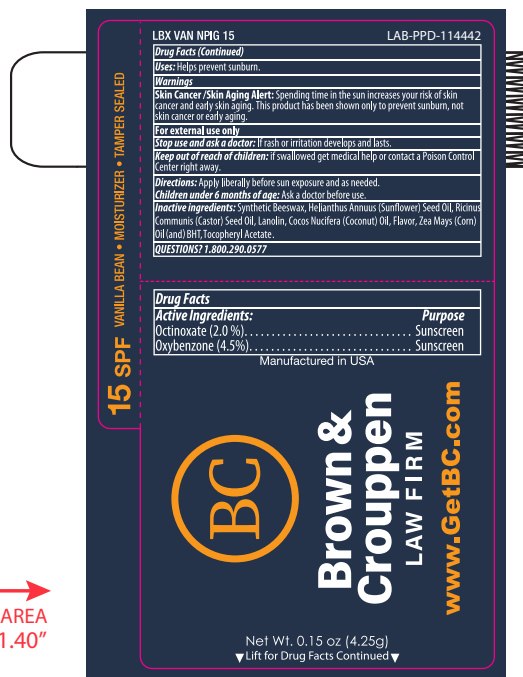 LBX VAN NPIG 15 LAB-PPD-114442
Drug Facts (Continued)
Uses: Helps prevent sunburn.
Warnings
Skin Cancer /Skin Aging Alert: Spending time in the sun increases your risk of skin
cancer and early skin aging. This product has been shown only to prevent sunburn, not
skin cancer or early aging.
For external use only
Stop use and ask a doctor: If rash or irritation develops and lasts.
Keep out of reach of children: if swallowed get medical help or contact a Poison Control
Center right away.
Directions: Apply liberally before sun exposure and as needed.
Children under 6 months of age: Ask a doctor before use.
Inactive ingredients: Synthetic Beeswax, Helianthus Annuus (Sunflower) Seed Oil, Ricinus
Communis (Castor) Seed Oil, Lanolin, Cocos Nucifera (Coconut) Oil, Flavor, Zea Mays (Corn)
Oil (and) BHT, Tocopheryl Acetate.
QUESTIONS? 1.800.290.0577
15 SPF VANILLA BEAN • MOISTURIZER • TAMPER SEALED
Drug Facts
Active Ingredients: Purpose
Octinoxate (2.0 %)............................. Sunscreen
Oxybenzone (4.5%)............................ Sunscreen
Manufactured in USA
BC
Brown &
Crouppen
LAW FIRM
www.GetBC.com
AREA
1.40”
Net Wt. 0.15 oz (4.25g)
▼Lift for Drug Facts Continued▼